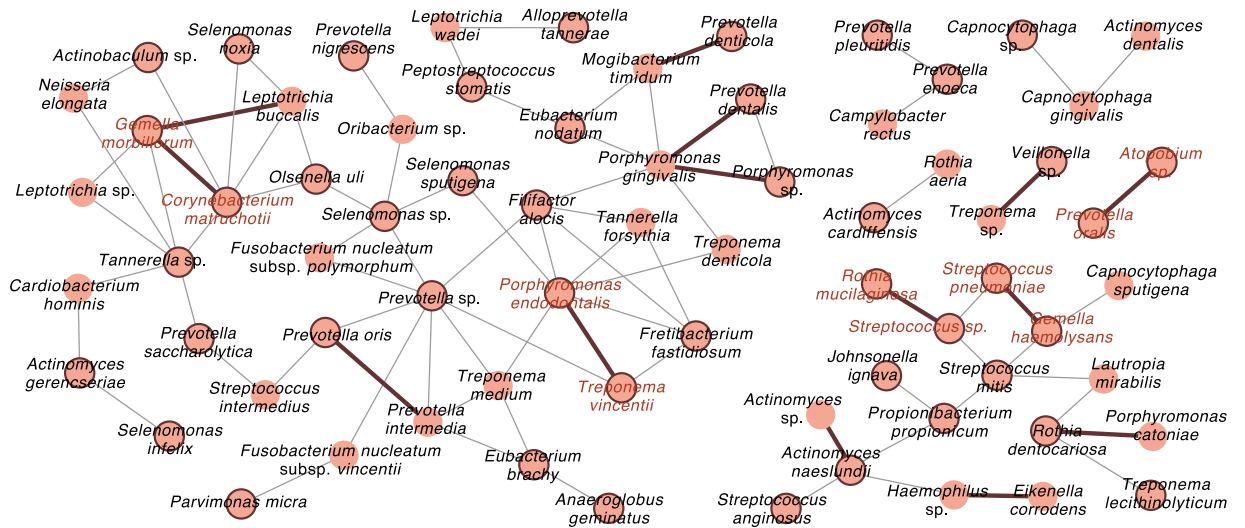 Actinobaculum sp.
Selenomonas
noxia
Prevotella
nigrescens
Leptotrichia
wadei
Alloprevotella
tannerae
Prevotella
denticola
Mogibacterium
timidum
Neisseria
elongata
Leptotrichia
buccalis
Peptostreptococcus
stomatis
Prevotella
dentalis
Gemella
morbillorum
Oribacterium sp.
Eubacterium
nodatum
Porphyromonas
gingivalis
Porphyromonas
sp.
Leptotrichia sp.
Corynebacterium
matruchotii
Olsenella uli
Selenomonas
sputigena
Selenomonas sp.
Filifactor
alocis
Tannerella
forsythia
Treponema
denticola
Tannerella sp.
Fusobacterium nucleatum
subsp. polymorphum
Cardiobacterium
hominis
Prevotella sp.
Porphyromonas
endodontalis
Prevotella
saccharolytica
Prevotella oris
Fretibacterium
fastidiosum
Actinomyces
gerencseriae
Streptococcus
intermedius
Treponema
medium
Treponema
vincentii
Prevotella
intermedia
Selenomonas
infelix
Fusobacterium nucleatum
subsp. vincentii
Eubacterium
brachy
Parvimonas micra
Anaeroglobus
geminatus
Prevotella
pleuritidis
Capnocytophaga
sp.
Actinomyces
dentalis
Prevotella
enoeca
Campylobacter
rectus
Capnocytophaga
gingivalis
Rothia
aeria
Veillonella
sp.
Atopobium
sp.
Actinomyces
cardiffensis
Treponema
sp.
Prevotella
oralis
Rothia
mucilaginosa
Streptococcus
pneumoniae
Capnocytophaga
sputigena
Streptococcus sp.
Gemella
haemolysans
Johnsonella
ignava
Streptococcus
mitis
Lautropia
mirabilis
Actinomyces
sp.
Propionibacterium
propionicum
Rothia
dentocariosa
Porphyromonas
catoniae
Actinomyces
naeslundii
Streptococcus
anginosus
Haemophilus
sp.
Eikenella
corrodens
Treponema
lecithinolyticum